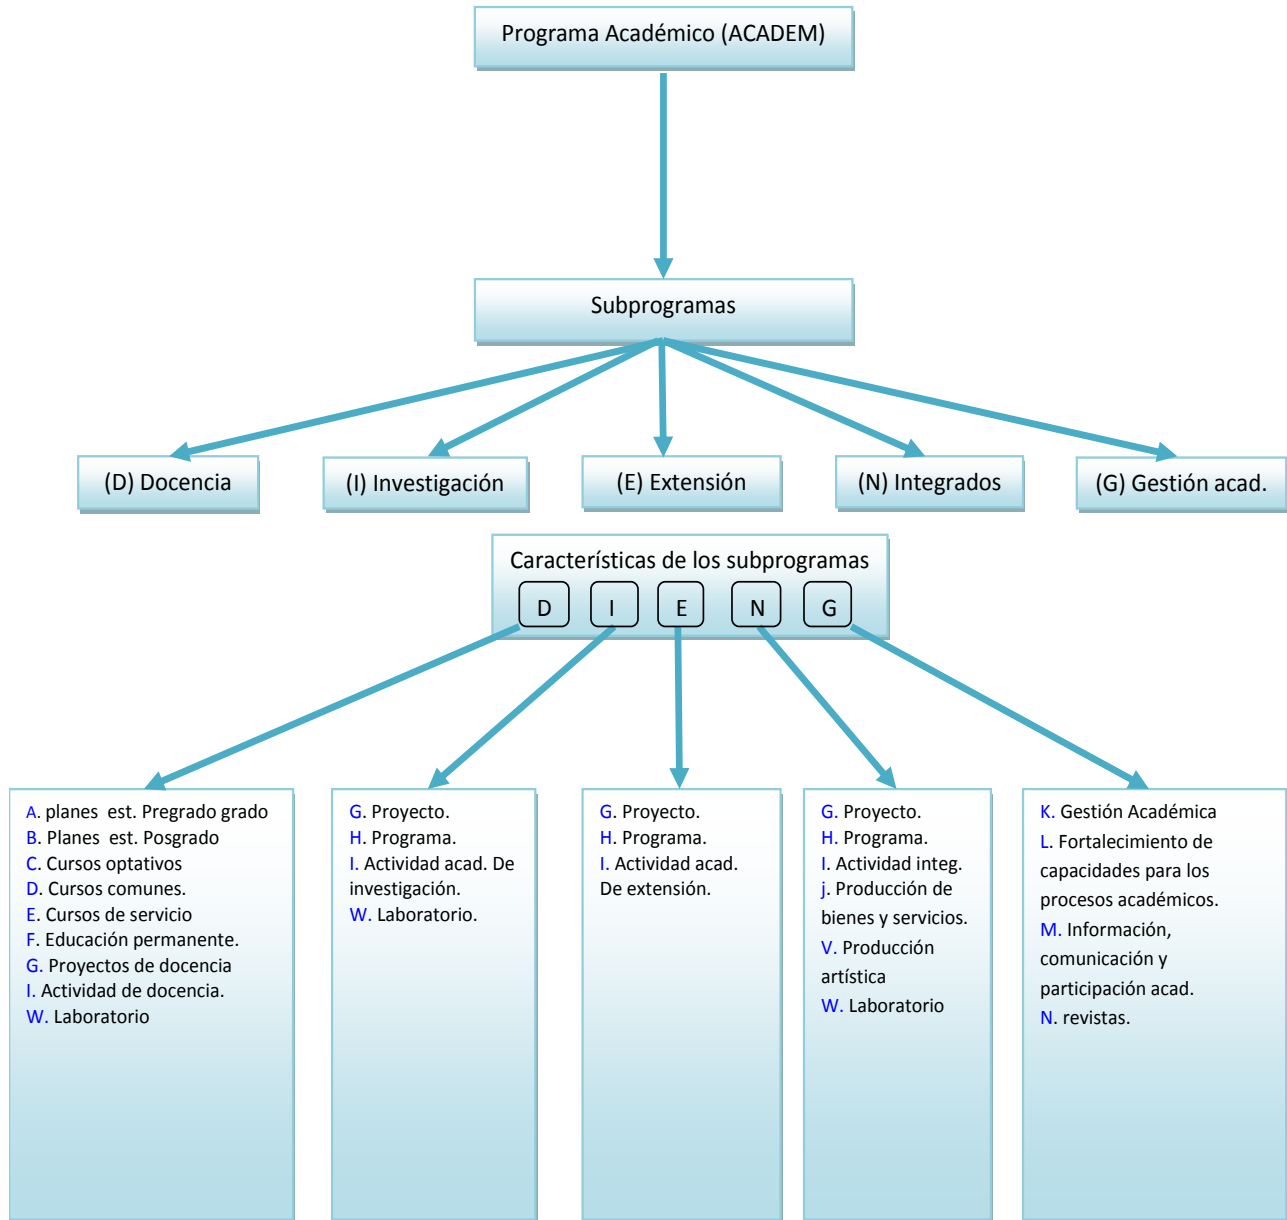 Programa Académico (ACADEM)
Subprogramas
(D) Docencia
(I) Investigación
(E) Extensión
(N) Integrados
(G) Gestión acad.
Característícas de los subprogramas
D
I
E
N
G
A. planes est. Pregrado grado
B. Planes est. Posgrado
C. Cursos optativos
D. Cursos comunes.
E. Cursos de servicio
F. Educación permanente.
G. Proyectos de docencia
I. Actividad de docencia.
W. Laboratorio
G. Proyecto.
H. Programa.
I. Actividad acad. De
investigación.
W. Laboratorio.
G. Proyecto.
H. Programa.
I. Actividad acad.
De extensión.
G. Proyecto.
H. Programa.
I. Actividad integ.
j. Producción de
bienes y servicios.
V. Producción
artística
W. Laboratorio
K. Gestión Académica
L. Fortalecimiento de
capacidades para los
procesos académicos.
M. Información,
comunicación y
participación acad.
N. revistas.